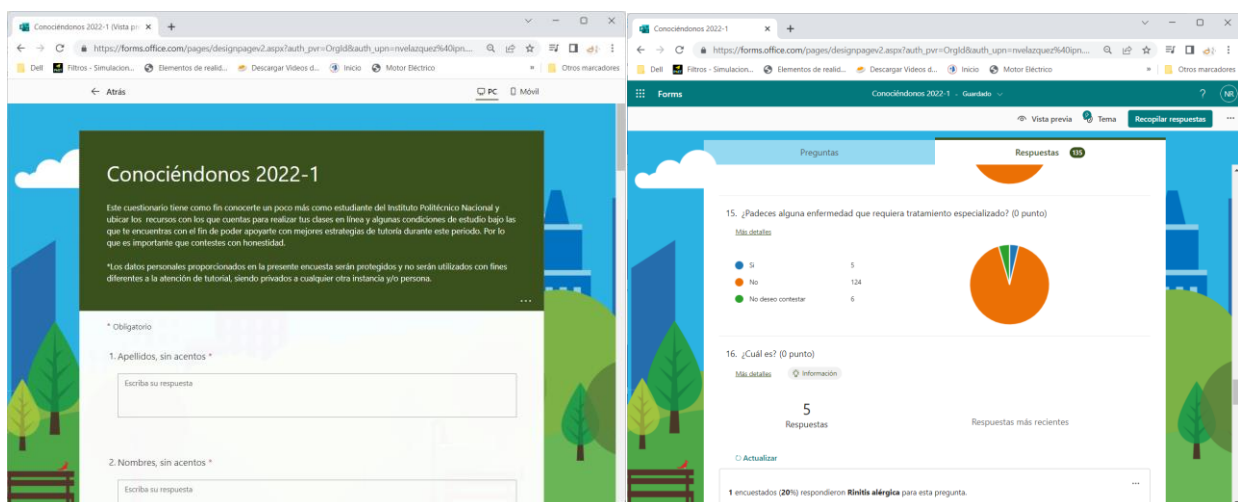 Conociéndonos 2022-1 (Vista pr
https://forms.office.com/pages/designpagev2.aspx?auth_pvr=OrgId&auth_upn=nvelazquez%40ipn....
Dell
Filtros - Simulacion...
Elementos de realid...
Descargar Videos d...
Inicio
Motor Eléctrico
»
Otros marcadores
← Atrás
PC
Móvil
Conociéndonos 2022-1
Este cuestionario tiene como fin conocerte un poco más como estudiante del Instituto Politécnico Nacional y
ubicar los recursos con los que cuentas para realizar tus clases en línea y algunas condiciones de estudio bajo las
que te encuentras con el fin de poder apoyarte con mejores estrategias de tutoría durante este periodo. Por lo
que es importante que contestes con honestidad.
*Los datos personales proporcionados en la presente encuesta serán protegidos y no serán utilizados con fines
diferentes a la atención de tutorial, siendo privados a cualquier otra instancia y/o persona.
...
* Obligatorio
1. Apellidos, sin acentos *
Escriba su respuesta
2. Nombres, sin acentos *
Escriba su respuesta
Conociéndonos 2022-1
https://forms.office.com/pages/designpagev2.aspx?auth_pvr=OrgId&auth_upn=nvelazquez%40ipn....
Dell
Filtros - Simulacion...
Elementos de realid...
Descargar Videos d...
Inicio
Motor Eléctrico
»
Otros marcadores
Forms
Conociéndonos 2022-1 - Guardado
?
NR
Vista previa
Tema
Recopilar respuestas
...
Preguntas
Respuestas 135
15. ¿Padeces alguna enfermedad que requiera tratamiento especializado? (0 punto)
Más detalles
Si 5
No 124
No deseo contestar 6
16. ¿Cuál es? (0 punto)
Más detalles
Información
5
Respuestas
Respuestas más recientes
Actualizar
...
1 encuestados (20%) respondieron Rinitis alérgica para esta pregunta.